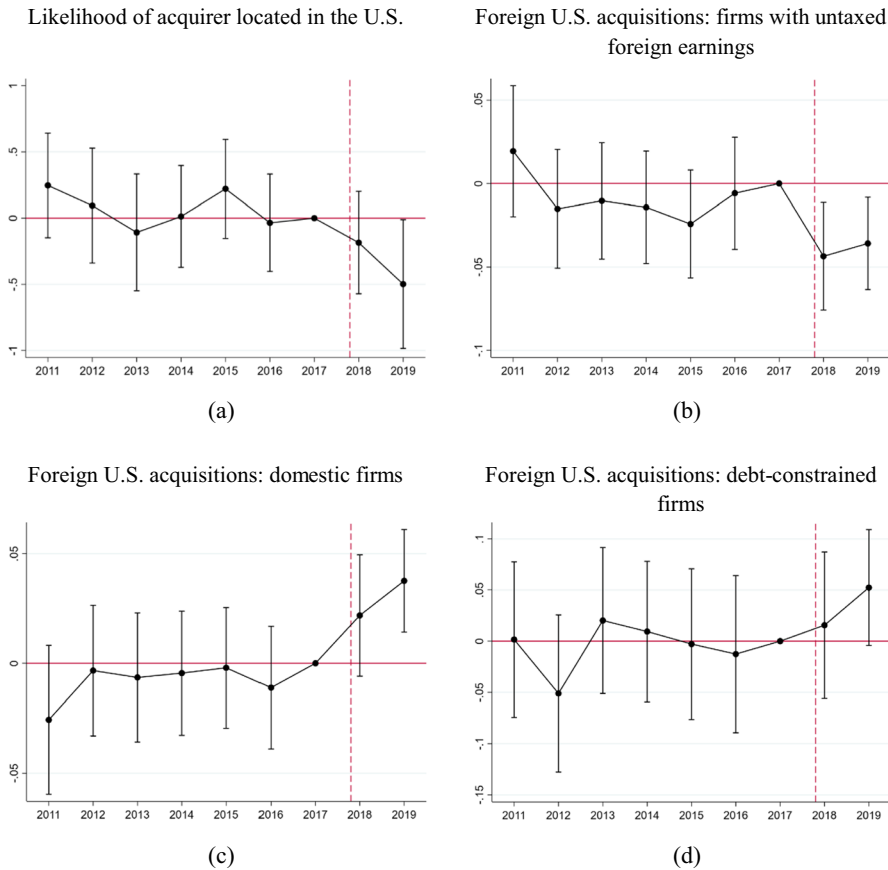 Likelihood of acquirer located in the U.S.
Foreign U.S. acquisitions: firms with untaxed
foreign earnings
1
.5
0
-.5
-1
2011 2012 2013 2014 2015 2016 2017 2018 2019
(a)
.05
0
-.05
-.1
2011 2012 2013 2014 2015 2016 2017 2018 2019
(b)
Foreign U.S. acquisitions: domestic firms
Foreign U.S. acquisitions: debt-constrained
firms
.05
0
-.05
2011 2012 2013 2014 2015 2016 2017 2018 2019
(c)
.1
.05
0
-.05
-.1
-.15
2011 2012 2013 2014 2015 2016 2017 2018 2019
(d)